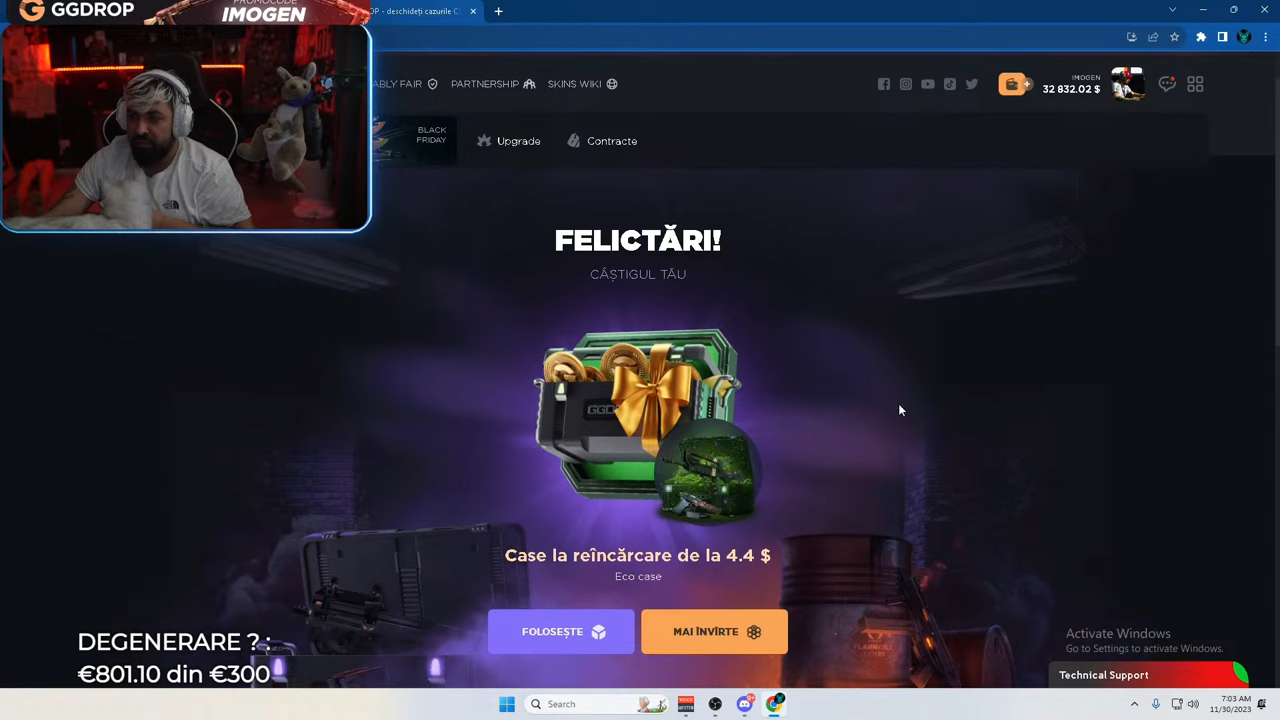 GGDROP
PROMOCODE
IMOGEN
OP - deschideți cazurile C
ABLY FAIR
PARTNERSHIP
SKINS WIKI
IMOGEN
32 832.02 $
BLACK
FRIDAY
Upgrade
Contracte
FELICTĂRI!
CÂȘTIGUL TĂU
Case la reîncărcare de la 4.4 $
Eco case
FOLOSEȘTE
MAI ÎNVÎRTE
DEGENERARE ? :
€801.10 din €300
Activate Windows
Go to Settings to activate Windows.
Technical Support
Search
7:03 AM
11/30/2023